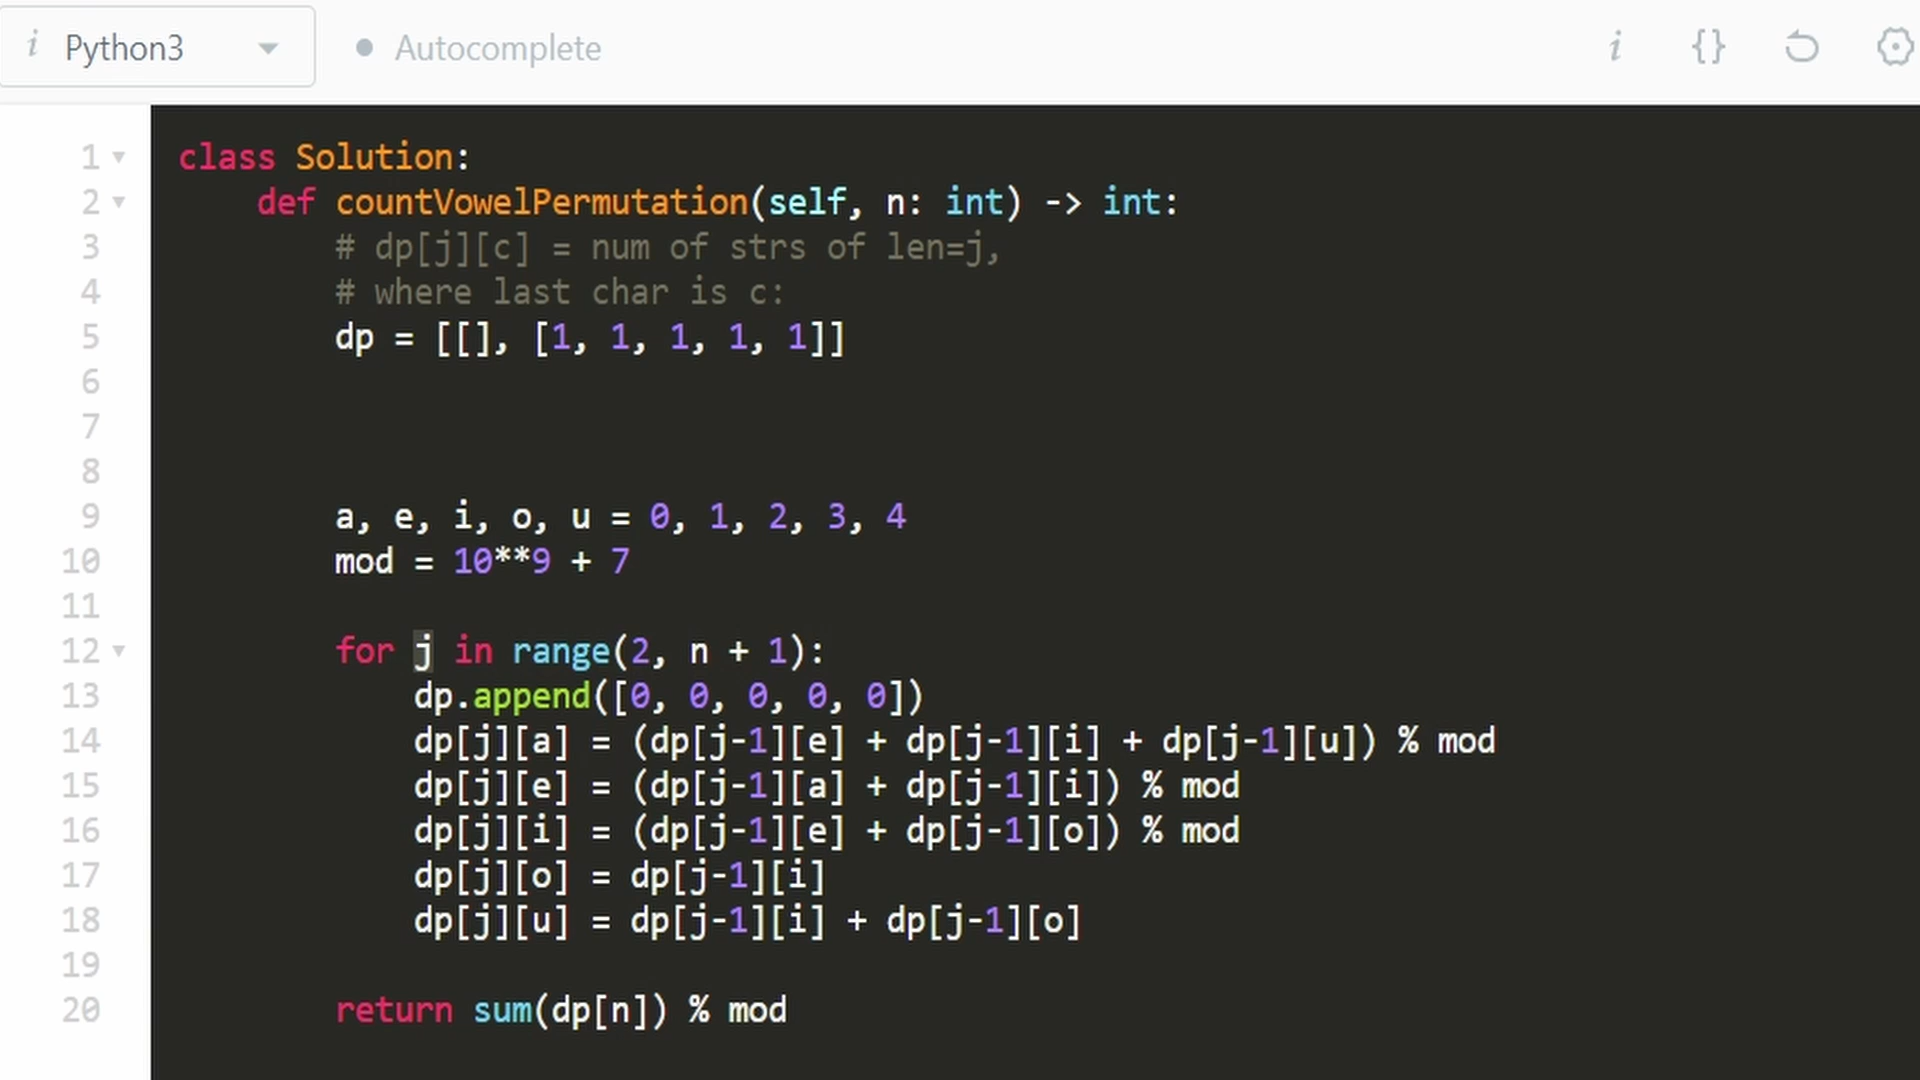 i Python3 Autocomplete i {}
1 class Solution:
2 def countVowelPermutation(self, n: int) -> int:
3 # dp[j][c] = num of strs of len=j,
4 # where last char is c:
5 dp = [[], [1, 1, 1, 1, 1]]
6
7
8
9 a, e, i, o, u = 0, 1, 2, 3, 4
10 mod = 10**9 + 7
11
12 for j in range(2, n + 1):
13 dp.append([0, 0, 0, 0, 0])
14 dp[j][a] = (dp[j-1][e] + dp[j-1][i] + dp[j-1][u]) % mod
15 dp[j][e] = (dp[j-1][a] + dp[j-1][i]) % mod
16 dp[j][i] = (dp[j-1][e] + dp[j-1][o]) % mod
17 dp[j][o] = dp[j-1][i]
18 dp[j][u] = dp[j-1][i] + dp[j-1][o]
19
20 return sum(dp[n]) % mod